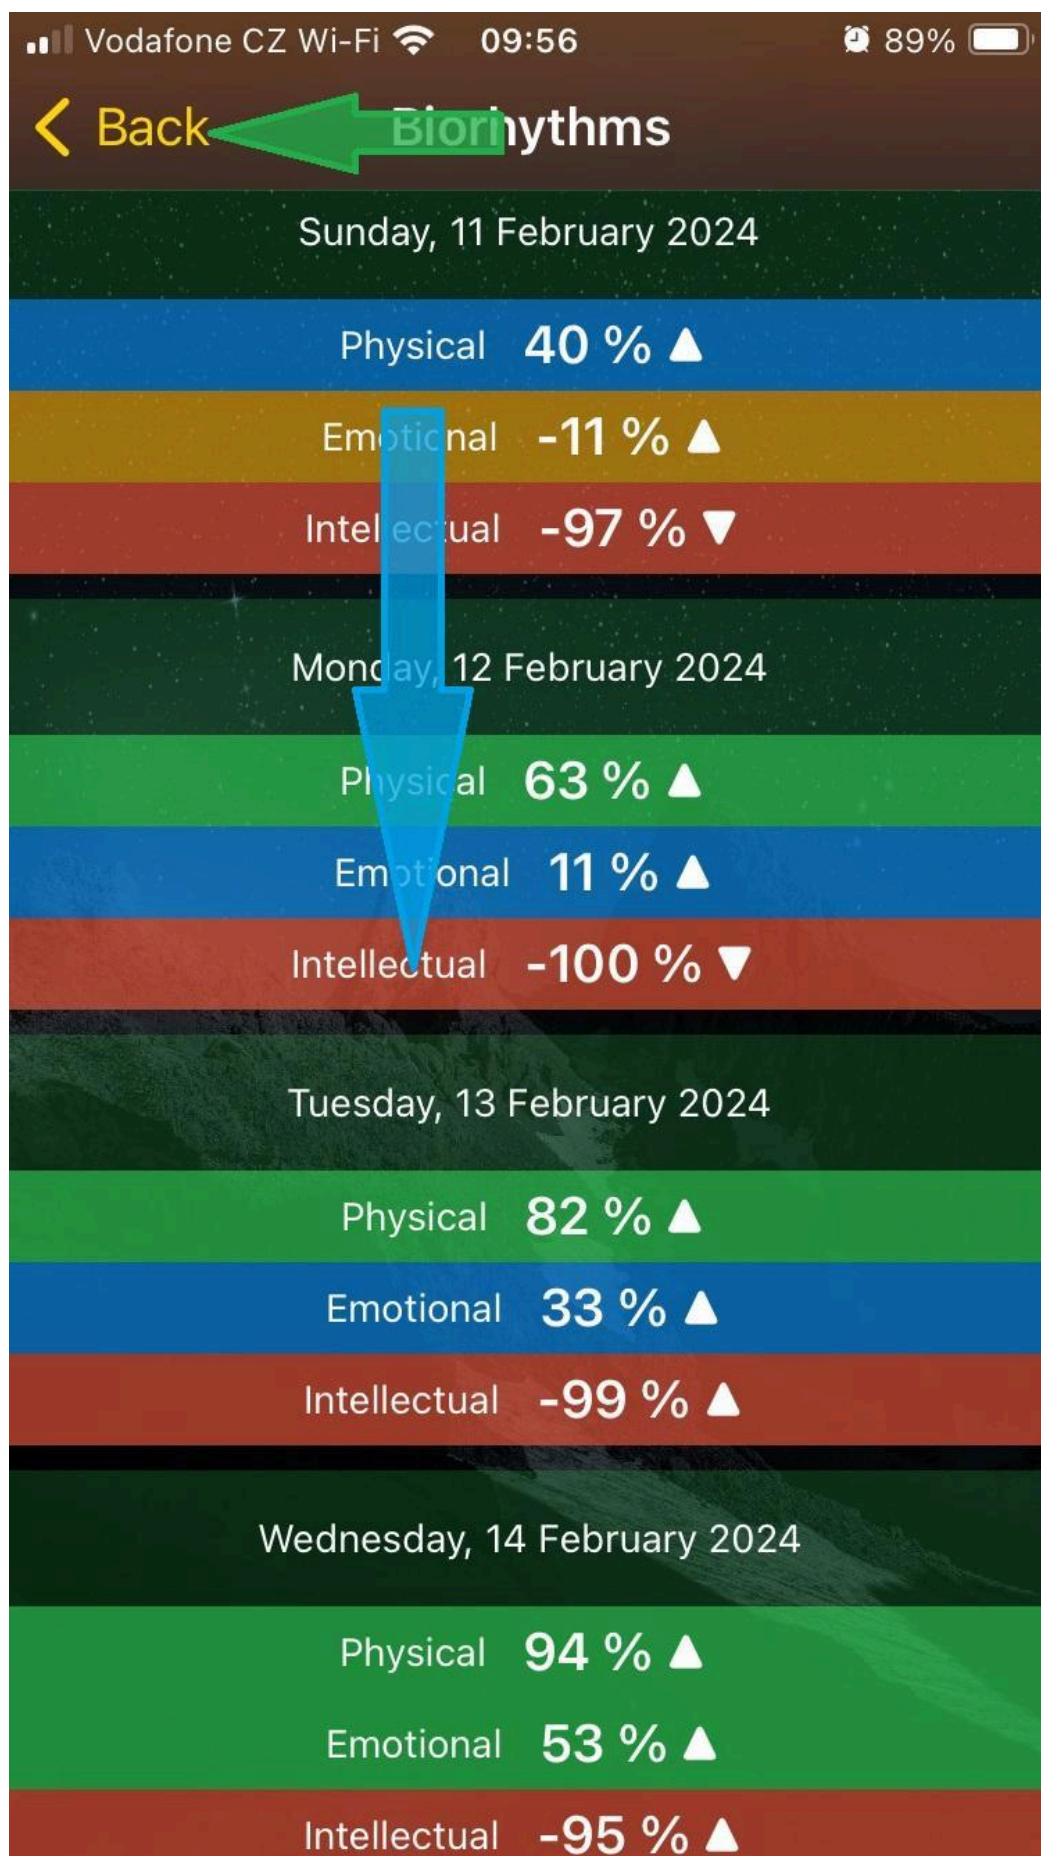 Vodafone CZ Wi-Fi 09:56 89%
Back Biorhythms
Sunday, 11 February 2024
Physical 40 % ▲
Emotional -11 % ▲
Intellectual -97 % ▼
Monday, 12 February 2024
Physical 63 % ▲
Emotional 11 % ▲
Intellectual -100 % ▼
Tuesday, 13 February 2024
Physical 82 % ▲
Emotional 33 % ▲
Intellectual -99 % ▲
Wednesday, 14 February 2024
Physical 94 % ▲
Emotional 53 % ▲
Intellectual -95 % ▲